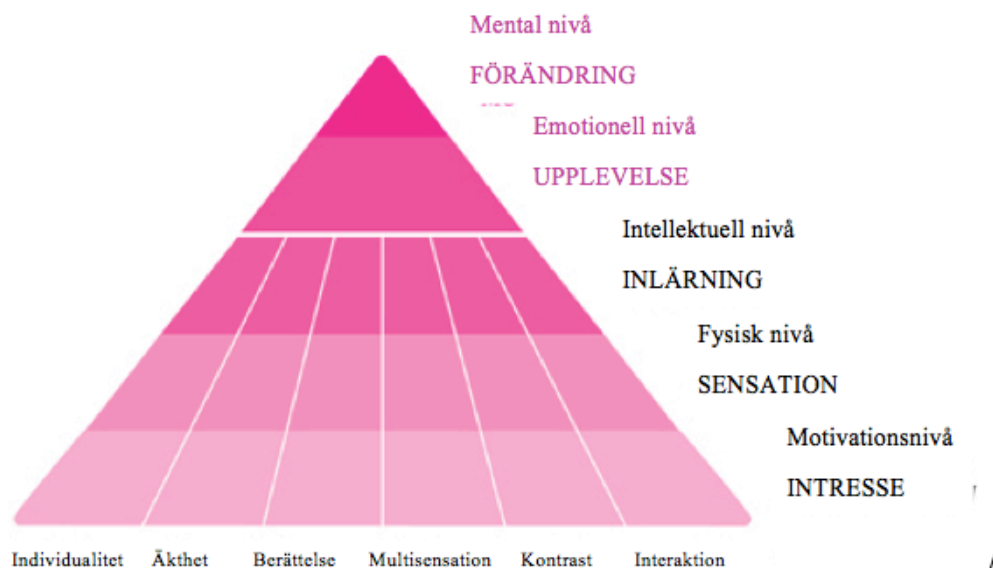 Mental nivå
FÖRÄNDRING
Emotionell nivå
UPPLEVELSE
Intellektuell nivå
INLÄRNING
Fysisk nivå
SENSATION
Motivationsnivå
INTRESSE
Individualitet Äkthet Berättelse Multisensation Kontrast Interaktion